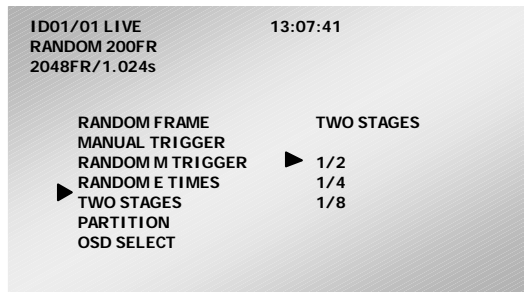 ID01/01 LIVE 13:07:41
RANDOM 200FR
2048FR/1.024s
RANDOM FRAME TWO STAGES
MANUAL TRIGGER
RANDOM M TRIGGER 1/2
RANDOM E TIMES 1/4
TWO STAGES 1/8
PARTITION
OSD SELECT